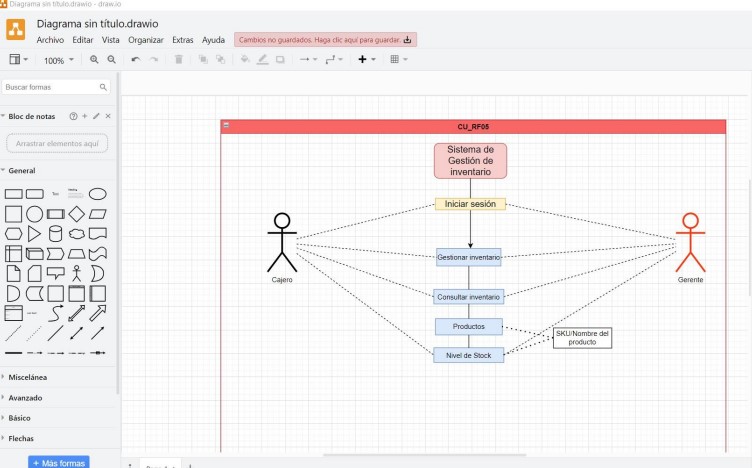 Diagrama sin título.drawio - draw.io
Diagrama sin título.drawio
Archivo Editar Vista Organizar Extras Ayuda Cambios no guardados. Haga clic aquí para guardar.
100%
Buscar formas
Bloc de notas
Arrastrar elementos aquí
General
Text
Heading
Miscelánea
Avanzado
Básico
Flechas
+ Más formas
CU_RF05
Sistema de
Gestión de
inventario
Iniciar sesión
Gestionar inventario
Consultar inventario
Productos
Nivel de Stock
SKU/Nombre del
producto
Cajero
Gerente